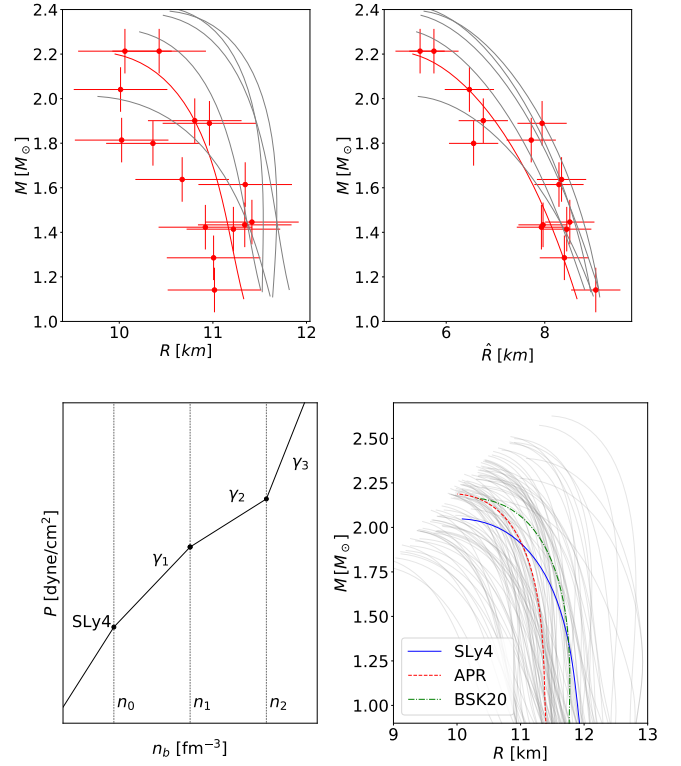 2.4
2.2
2.0
1.8
1.6
1.4
1.2
1.0
M [M⊙]
10
11
12
R [km]
2.4
2.2
2.0
1.8
1.6
1.4
1.2
1.0
M [M⊙]
6
8
R̂ [km]
P [dyne/cm²]
SLy4
γ₁
γ₂
γ₃
n₀
n₁
n₂
n_b [fm⁻³]
2.50
2.25
2.00
1.75
1.50
1.25
1.00
M [M⊙]
SLy4
APR
BSK20
9
10
11
12
13
R [km]